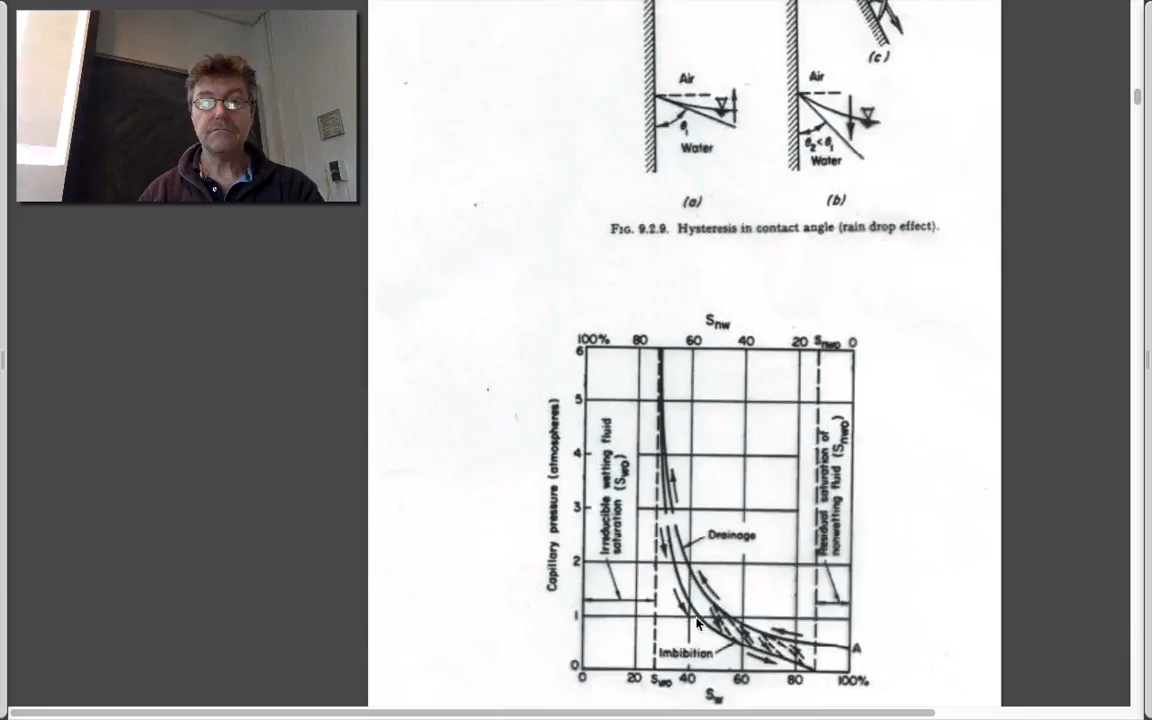 (c)
Air
Air
θ₁
θ₂<θ₁
Water
Water
(a)
(b)
FIG. 9.2.9. Hysteresis in contact angle (rain drop effect).
Snw
100% 80 60 40 20 Snwo 0
6
5
4
3
2
1
0
Capillary pressure (atmospheres)
Irreducible wetting fluid
saturation (Swo)
Residual saturation of
nonwetting fluid (Snwo)
Drainage
A
Imbibition
0 20 Swo 40 60 80 100%
Sw